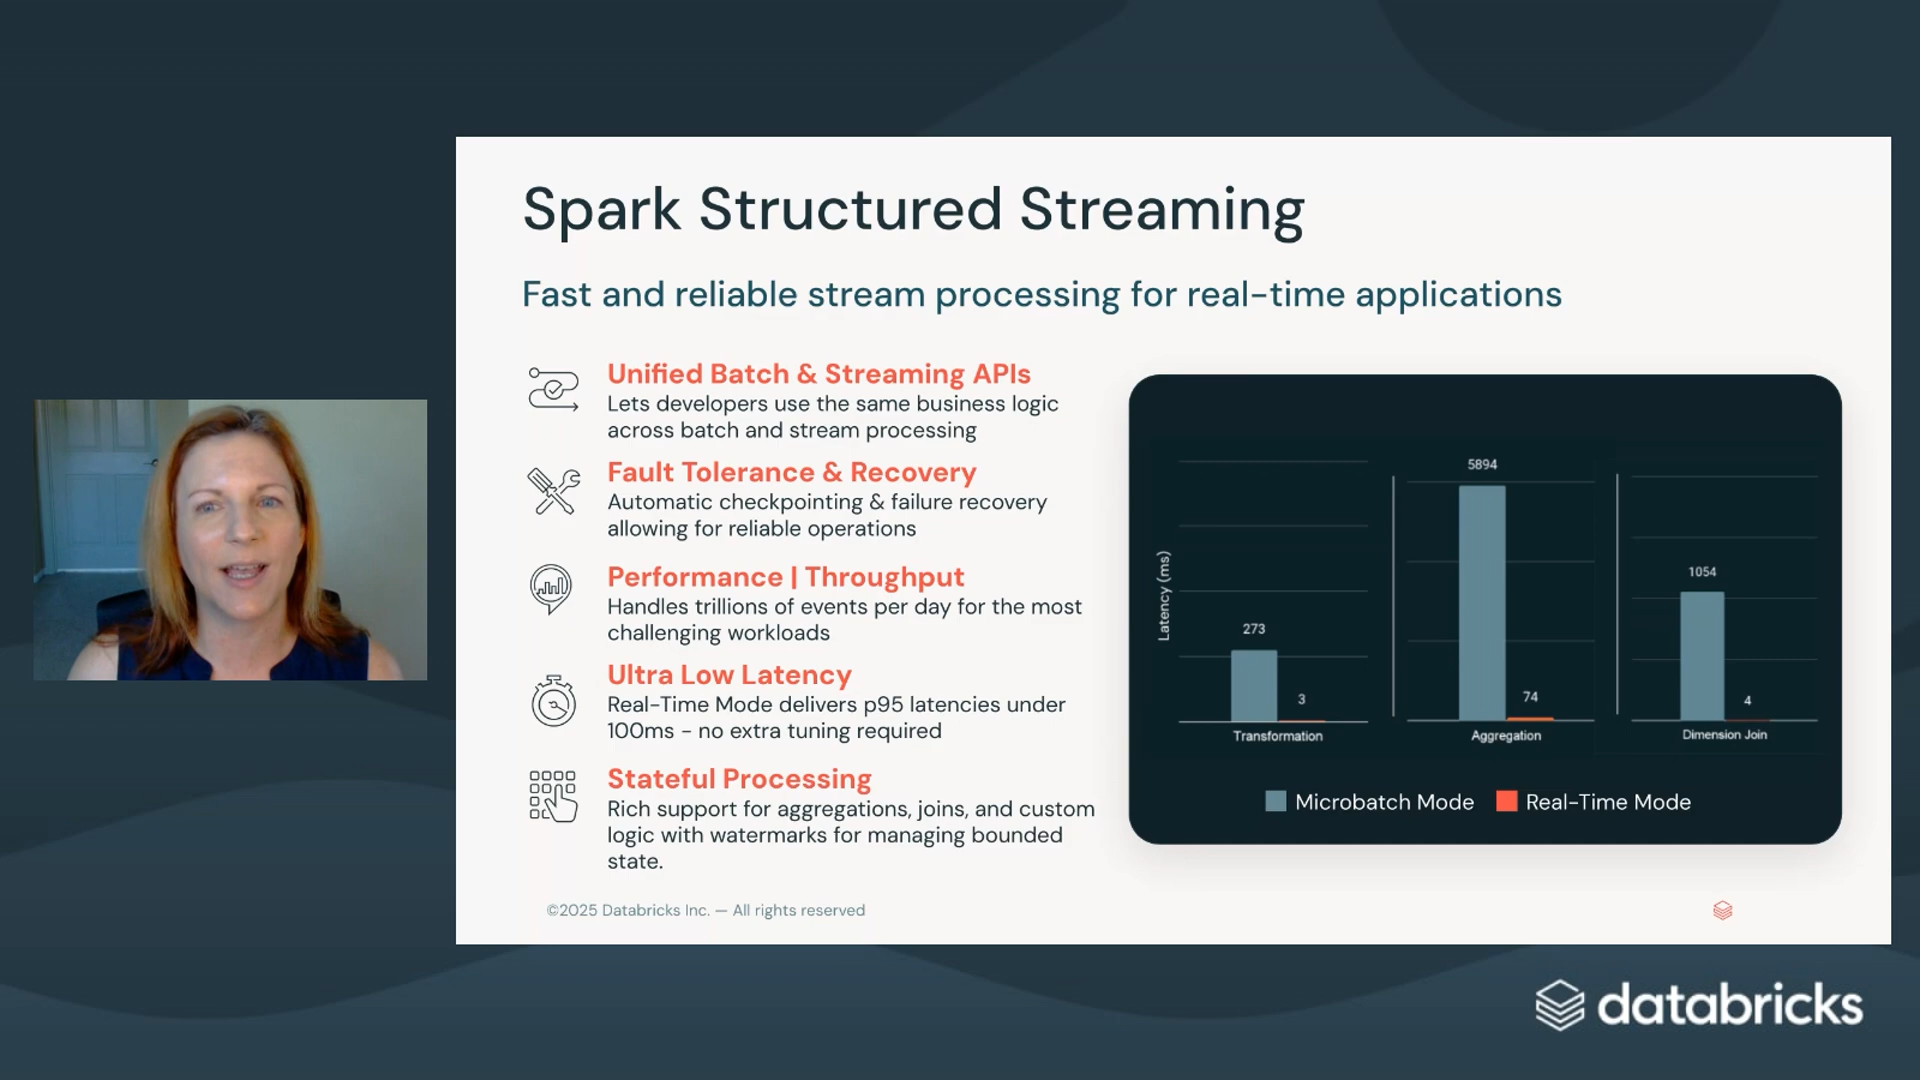 Spark Structured Streaming
Fast and reliable stream processing for real-time applications
Unified Batch & Streaming APIs
Lets developers use the same business logic
across batch and stream processing
Fault Tolerance & Recovery
Automatic checkpointing & failure recovery
allowing for reliable operations
Performance | Throughput
Handles trillions of events per day for the most
challenging workloads
Ultra Low Latency
Real-Time Mode delivers p95 latencies under
100ms - no extra tuning required
Stateful Processing
Rich support for aggregations, joins, and custom
logic with watermarks for managing bounded
state.
Latency (ms)
273
3
Transformation
5894
74
Aggregation
1054
4
Dimension Join
Microbatch Mode
Real-Time Mode
©2025 Databricks Inc. — All rights reserved
databricks